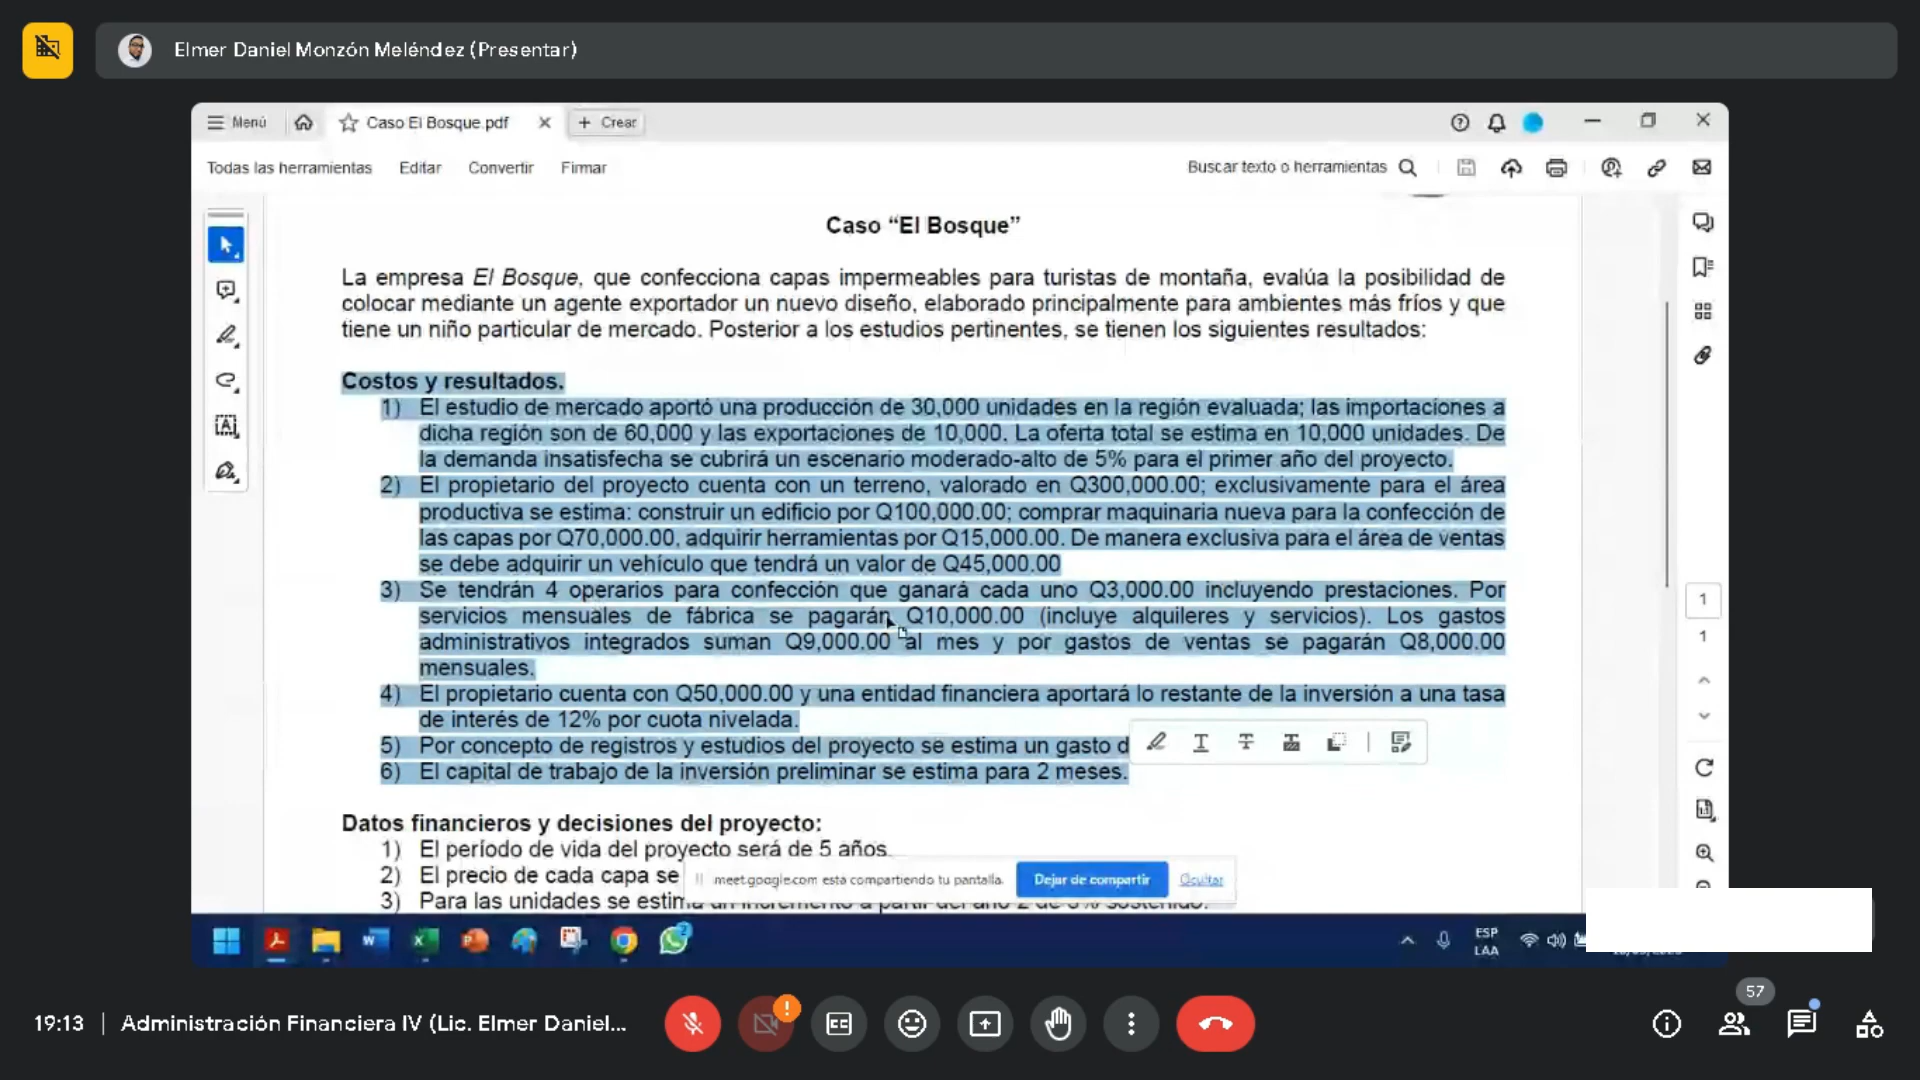 Elmer Daniel Monzón Meléndez (Presentar)
Menú
Caso El Bosque.pdf
+ Crear
Todas las herramientas Editar Convertir Firmar
Buscar texto o herramientas
Caso “El Bosque”
La empresa El Bosque, que confecciona capas impermeables para turistas de montaña, evalúa la posibilidad de
colocar mediante un agente exportador un nuevo diseño, elaborado principalmente para ambientes más fríos y que
tiene un niño particular de mercado. Posterior a los estudios pertinentes, se tienen los siguientes resultados:
Costos y resultados.
1) El estudio de mercado aportó una producción de 30,000 unidades en la región evaluada; las importaciones a
dicha región son de 60,000 y las exportaciones de 10,000. La oferta total se estima en 10,000 unidades. De
la demanda insatisfecha se cubrirá un escenario moderado-alto de 5% para el primer año del proyecto.
2) El propietario del proyecto cuenta con un terreno, valorado en Q300,000.00; exclusivamente para el área
productiva se estima: construir un edificio por Q100,000.00; comprar maquinaria nueva para la confección de
las capas por Q70,000.00, adquirir herramientas por Q15,000.00. De manera exclusiva para el área de ventas
se debe adquirir un vehículo que tendrá un valor de Q45,000.00
3) Se tendrán 4 operarios para confección que ganará cada uno Q3,000.00 incluyendo prestaciones. Por
servicios mensuales de fábrica se pagarán Q10,000.00 (incluye alquileres y servicios). Los gastos
administrativos integrados suman Q9,000.00 al mes y por gastos de ventas se pagarán Q8,000.00
mensuales.
4) El propietario cuenta con Q50,000.00 y una entidad financiera aportará lo restante de la inversión a una tasa
de interés de 12% por cuota nivelada.
5) Por concepto de registros y estudios del proyecto se estima un gasto d
6) El capital de trabajo de la inversión preliminar se estima para 2 meses.
Datos financieros y decisiones del proyecto:
1) El período de vida del proyecto será de 5 años.
2) El precio de cada capa se
3) Para las unidades se estima un incremento a partir del año 2 de 3% sostenido.
meet.google.com está compartiendo tu pantalla.
Dejar de compartir
Ocultar
1
1
ESP
LAA
19:13 | Administración Financiera IV (Lic. Elmer Daniel...
57